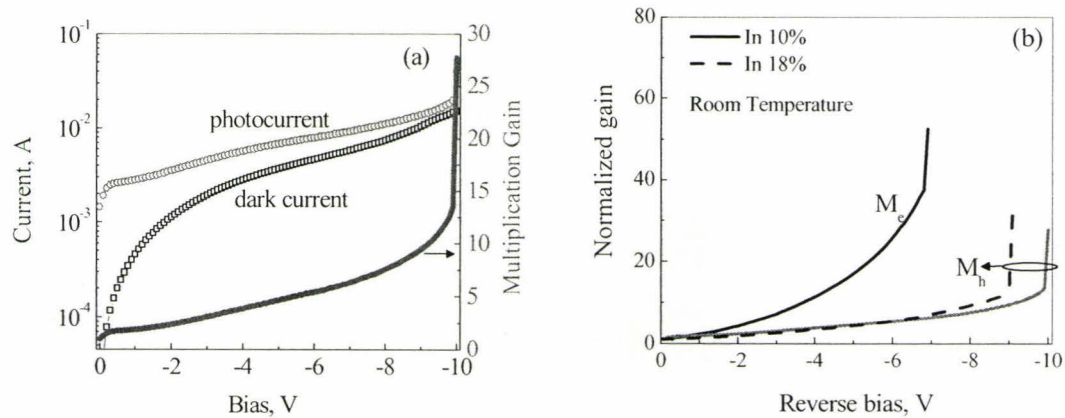 (a)
10^-1
10^-2
10^-3
10^-4
Current, A
photocurrent
dark current
30
25
20
15
10
5
0
Multiplication Gain
0 -2 -4 -6 -8 -10
Bias, V
(b)
80
60
40
20
0
Normalized gain
In 10%
In 18%
Room Temperature
M_e
M_h
0 -2 -4 -6 -8 -10
Reverse bias, V